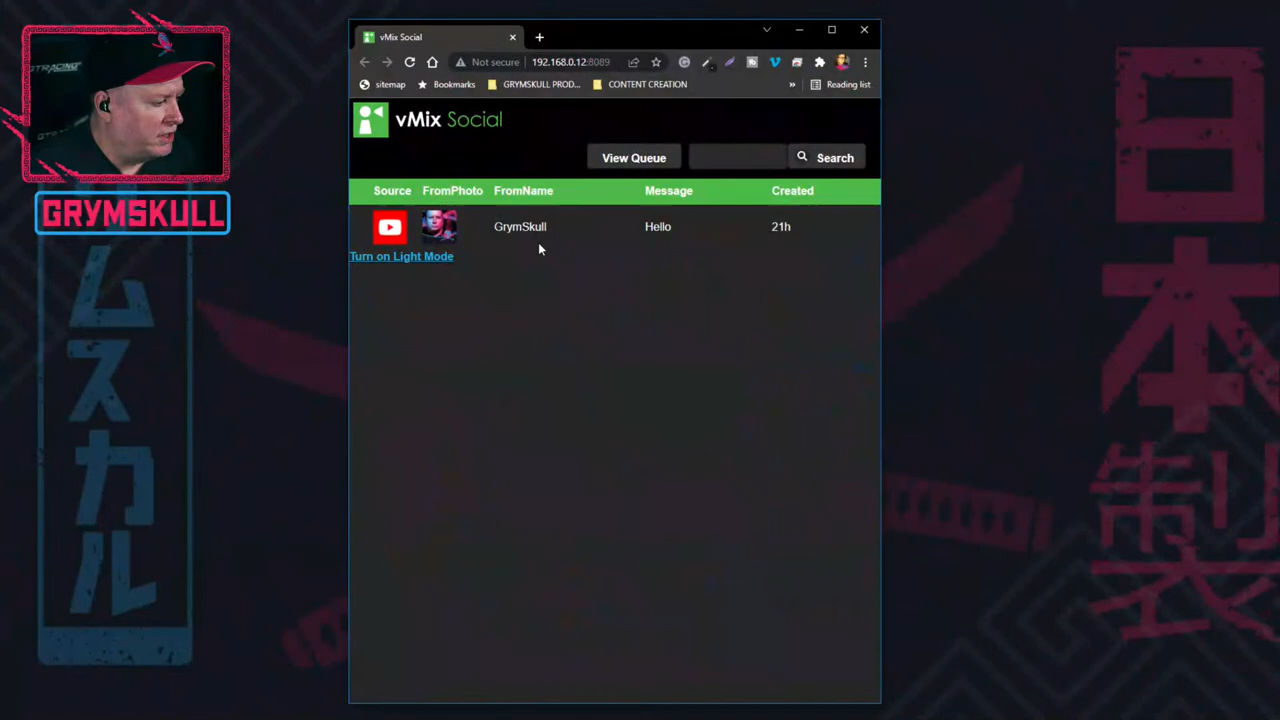 GTRACING
GRYMSKULL
ムスカル
vMix Social
Not secure 192.168.0.12:8089
sitemap Bookmarks GRYMSKULL PROD... CONTENT CREATION » Reading list
vMix Social
View Queue Search
Source FromPhoto FromName Message Created
GrymSkull Hello 21h
Turn on Light Mode
日本製